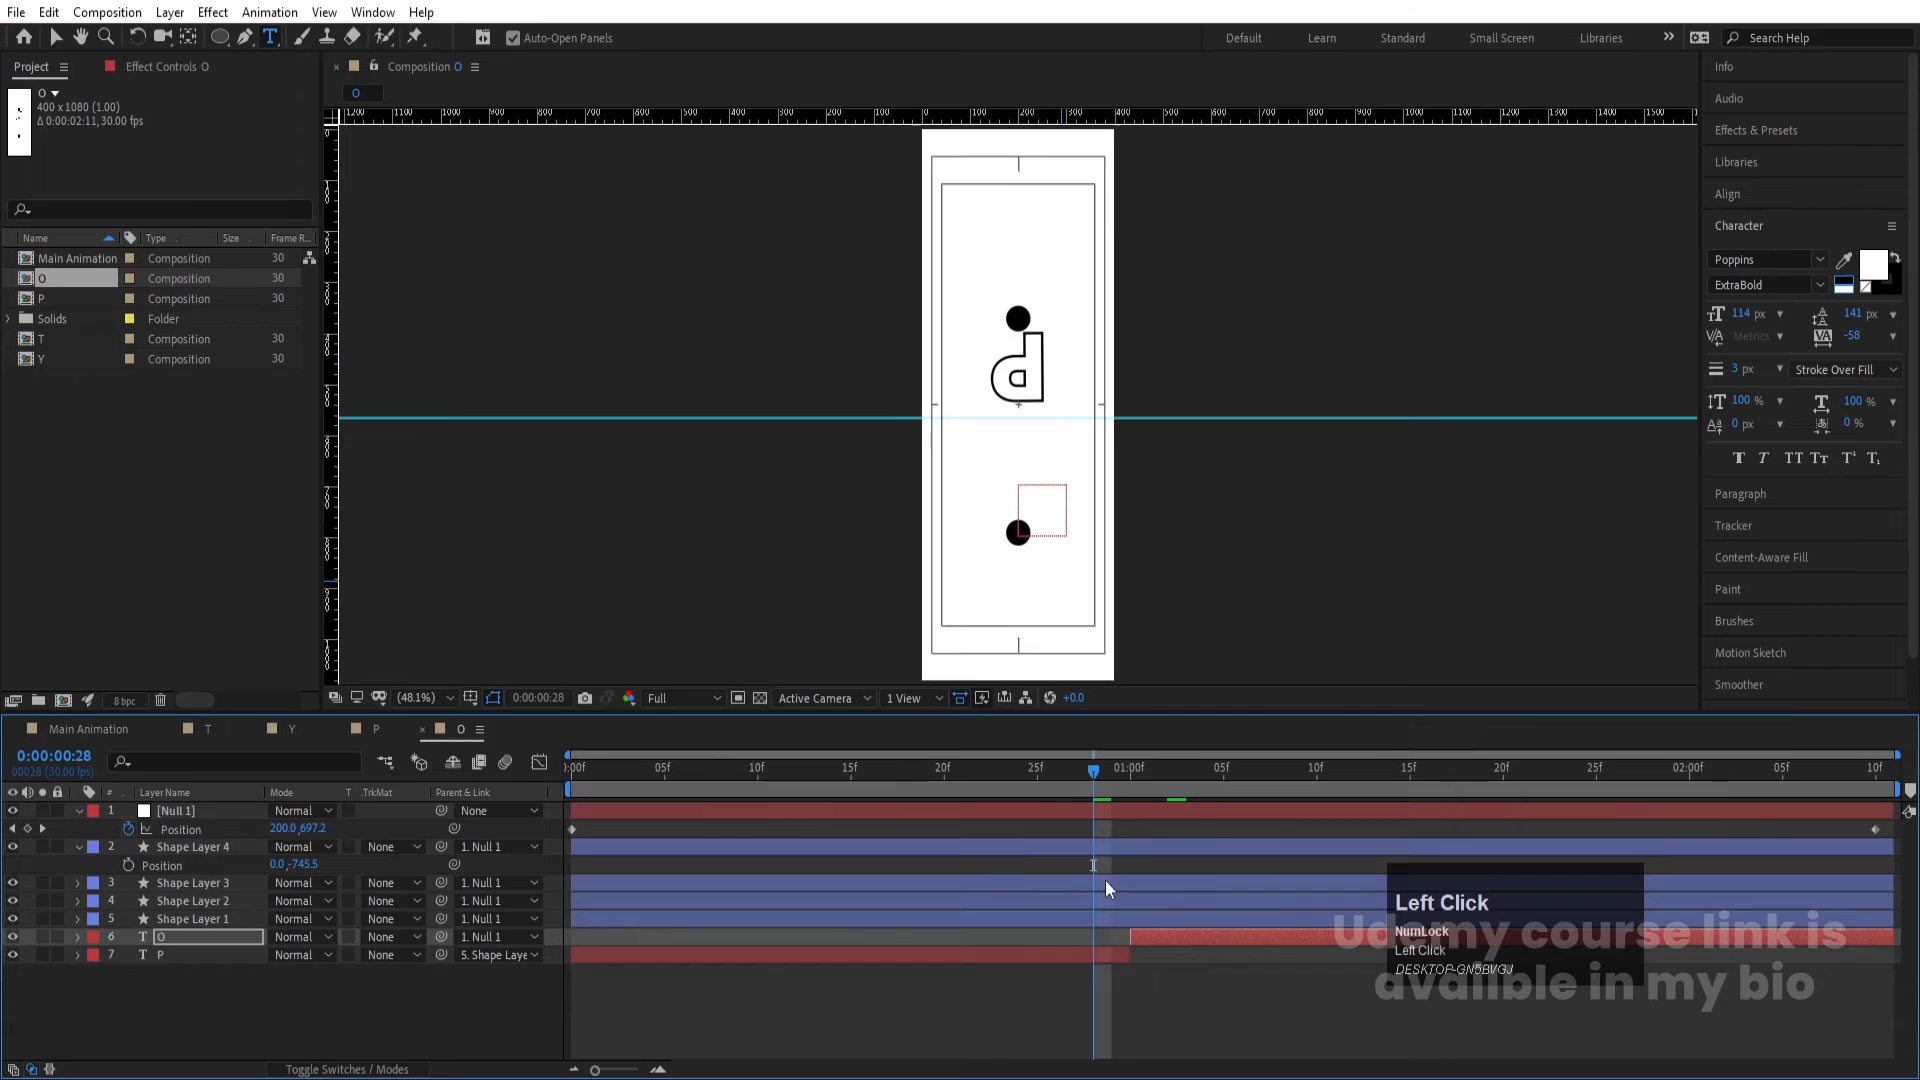 File Edit Composition Layer Effect Animation View Window Help
Auto-Open Panels Default Learn Standard Small Screen Libraries Search Help
Project Effect Controls O Composition O Info
O
400 x 1080 (1.00)
Δ 0:00:02:11, 30.00 fps
O
Audio
Effects & Presets
Libraries
Align
Character
Name Type Size Frame R...
Main Animation Composition 30
O Composition 30
P Composition 30
Solids Folder
T Composition 30
Y Composition 30
Poppins
ExtraBold
114 px 141 px
Metrics -58
3 px Stroke Over Fill
100 % 100 %
0 px 0 %
Paragraph
Tracker
Content-Aware Fill
Paint
Brushes
Motion Sketch
Smoother
P
8 bpc (48.1%) 0:00:00:28 Full Active Camera 1 View +0.0
Main Animation T Y P O
0:00:00:28
00028 (30.00 fps)
:00f 05f 10f 15f 20f 25f 01:00f 05f 10f 15f 20f 25f 02:00f 05f 10f
# Layer Name Mode T .TrkMat Parent & Link
1 [Null 1] Normal None
Position 200.0,697.2
2 Shape Layer 4 Normal None 1. Null 1
Position 0.0,-745.5
3 Shape Layer 3 Normal None 1. Null 1
4 Shape Layer 2 Normal None 1. Null 1
5 Shape Layer 1 Normal None 1. Null 1
6 T O Normal None 1. Null 1
7 T P Normal None 5. Shape Laye
Left Click
NumLock
Left Click
DESKTOP-GN5BVGJ
Udemy course link is
availble in my bio
Toggle Switches / Modes